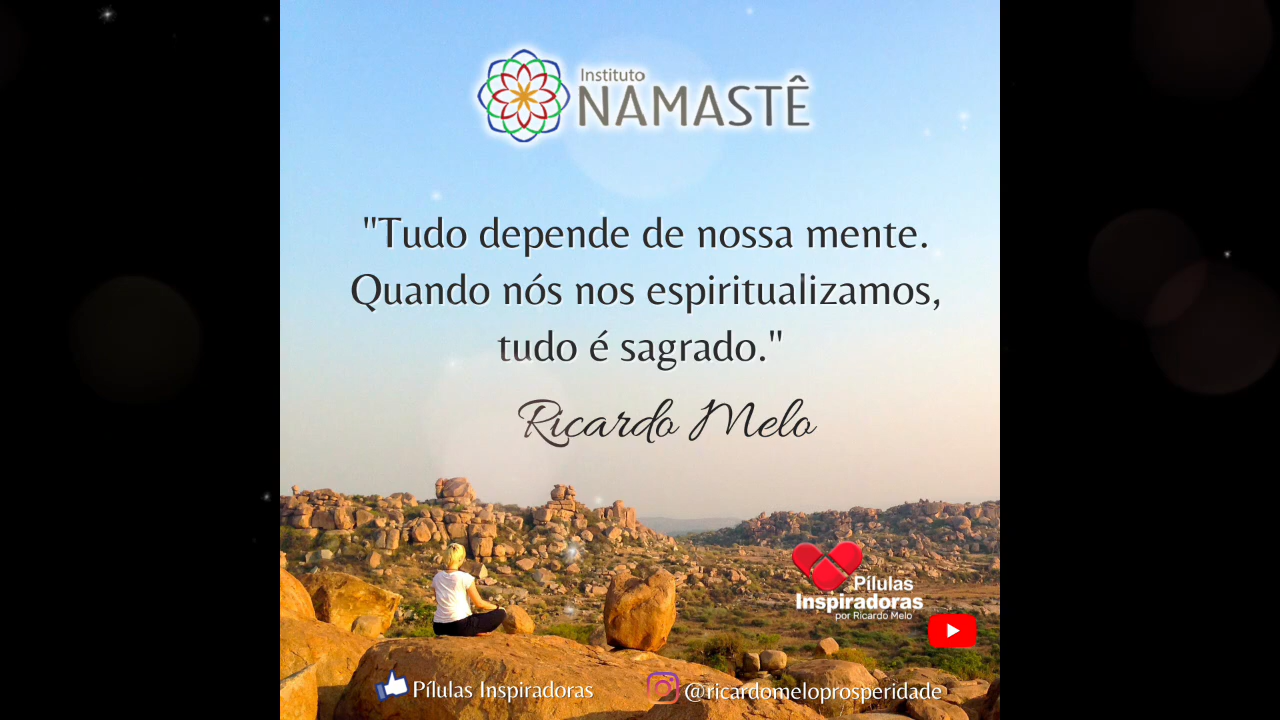 Instituto
NAMASTÊ
"Tudo depende de nossa mente.
Quando nós nos espiritualizamos,
tudo é sagrado."
Ricardo Melo
Pílulas
Inspiradoras
por Ricardo Melo
Pílulas Inspiradoras
@ricardomeloprosperidade